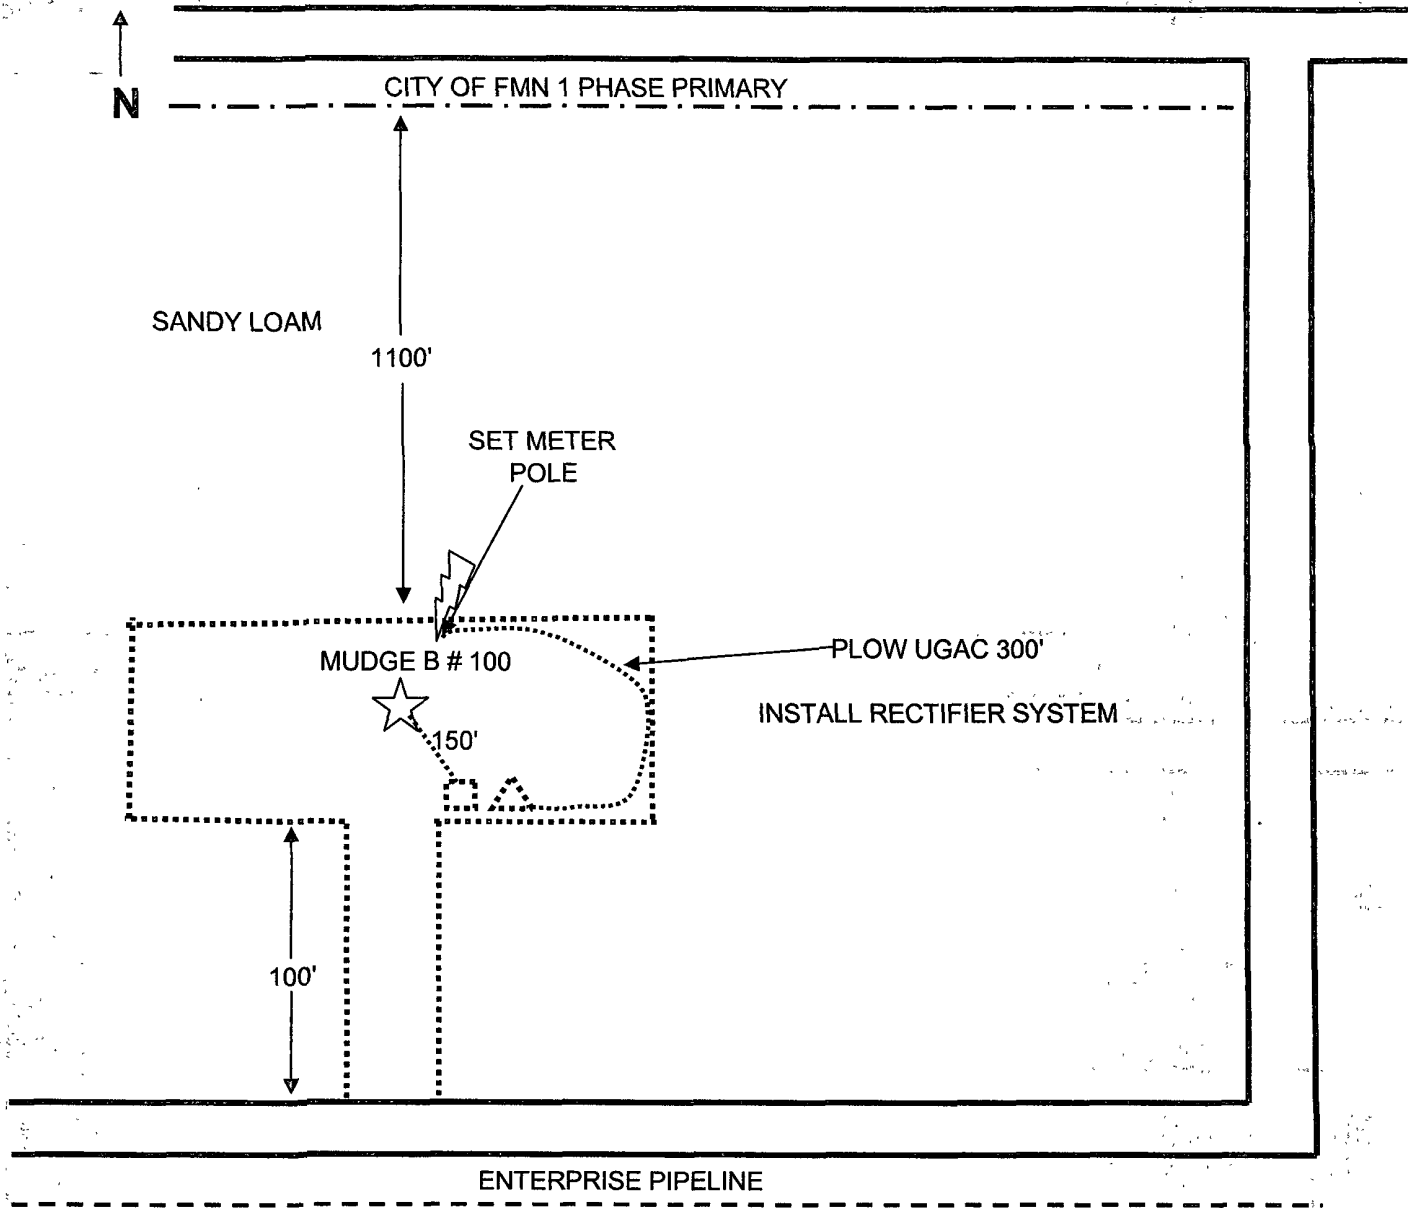 CITY OF FMN 1 PHASE PRIMARY
N
SANDY LOAM
1100'
SET METER
POLE
MUDGE B # 100
PLOW UGAC 300'
INSTALL RECTIFIER SYSTEM
150'
100'
ENTERPRISE PIPELINE